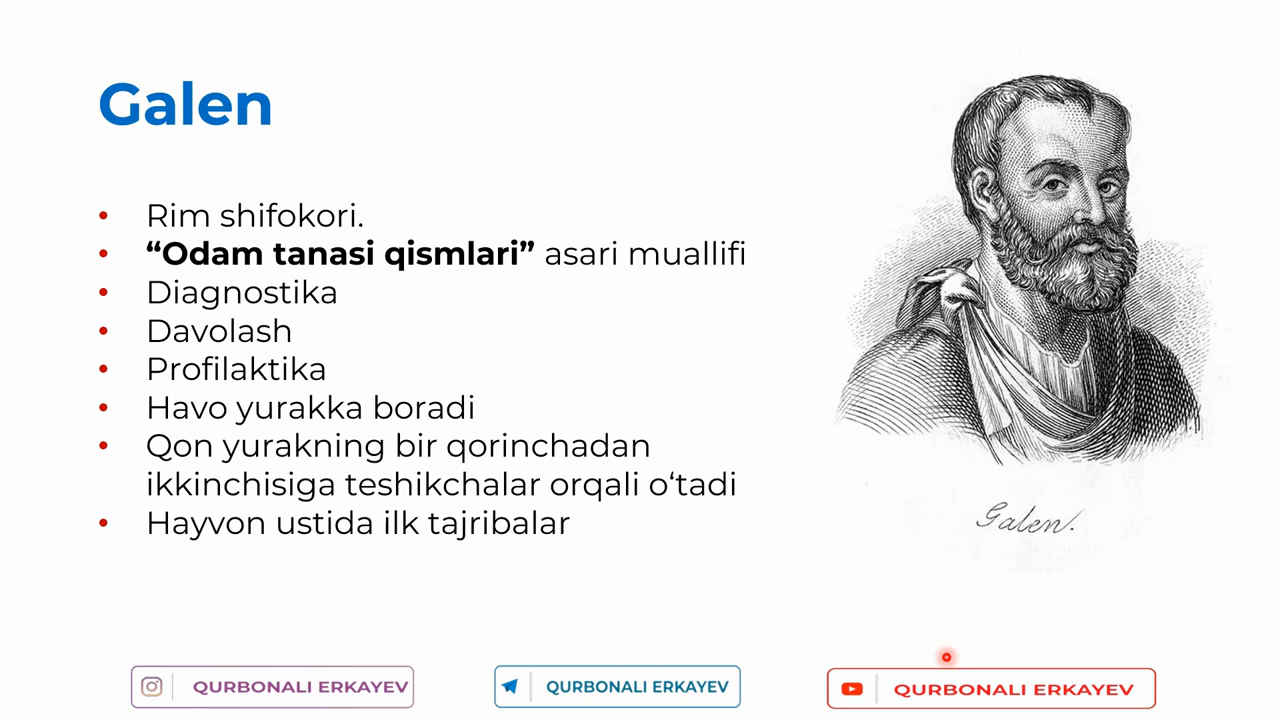 Galen
• Rim shifokori.
• “Odam tanasi qismlari” asari muallifi
• Diagnostika
• Davolash
• Profilaktika
• Havo yurakka boradi
• Qon yurakning bir qorinchadan
ikkinchisiga teshikchalar orqali o‘tadi
• Hayvon ustida ilk tajribalar
Galen.
QURBONALI ERKAYEV
QURBONALI ERKAYEV
QURBONALI ERKAYEV